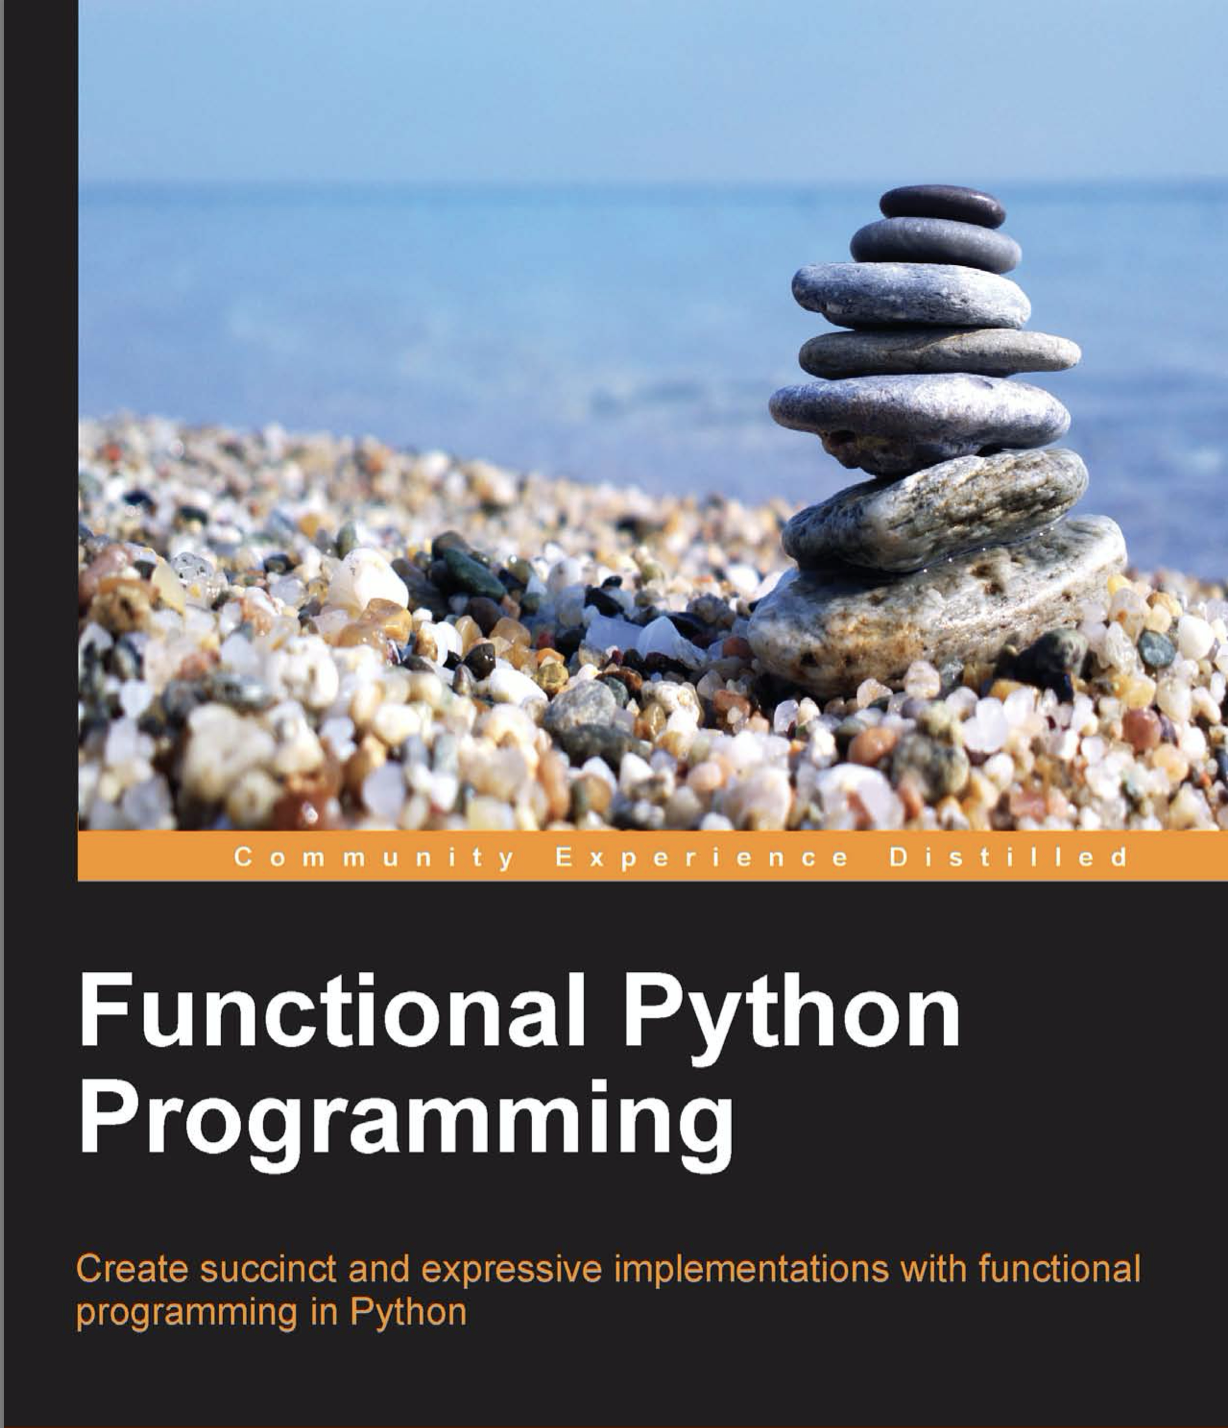 Community Experience Distilled
Functional Python
Programming
Create succinct and expressive implementations with functional
programming in Python